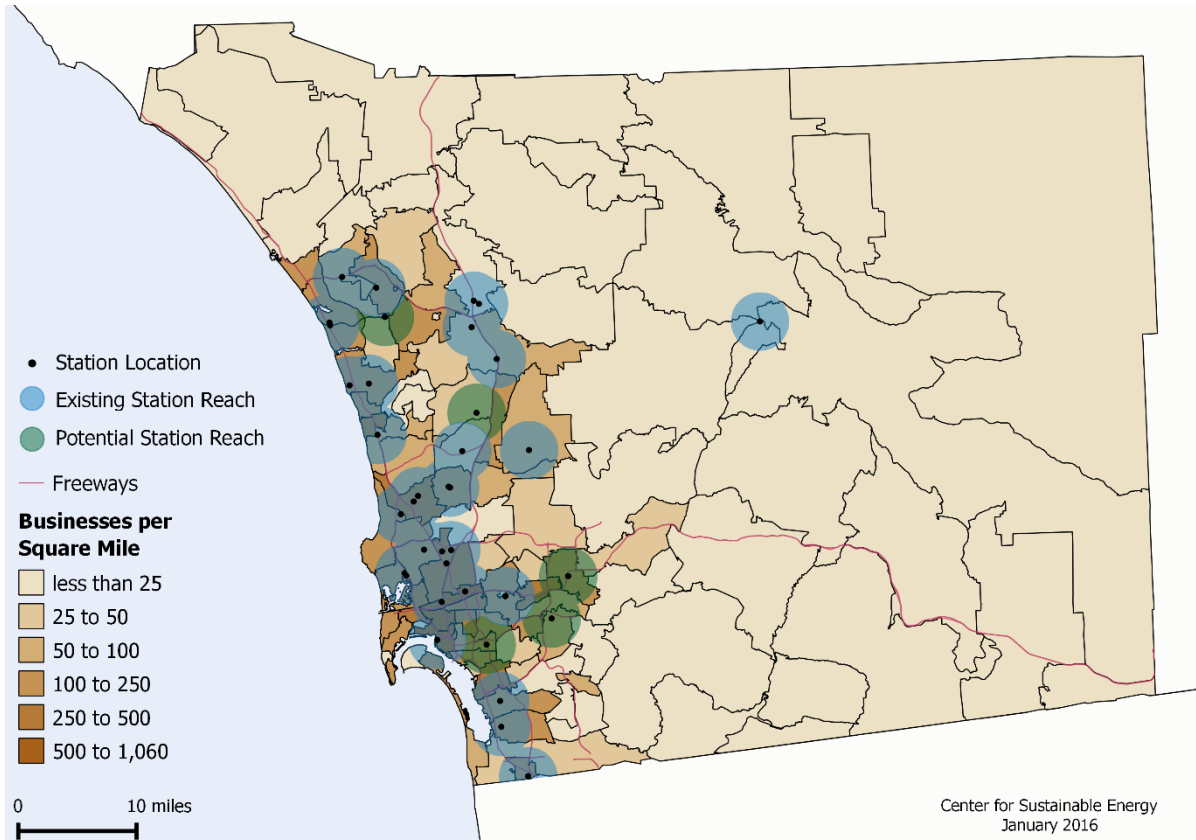 Station Location
Existing Station Reach
Potential Station Reach
Freeways
Businesses per
Square Mile
less than 25
25 to 50
50 to 100
100 to 250
250 to 500
500 to 1,060
0 10 miles
Center for Sustainable Energy
January 2016